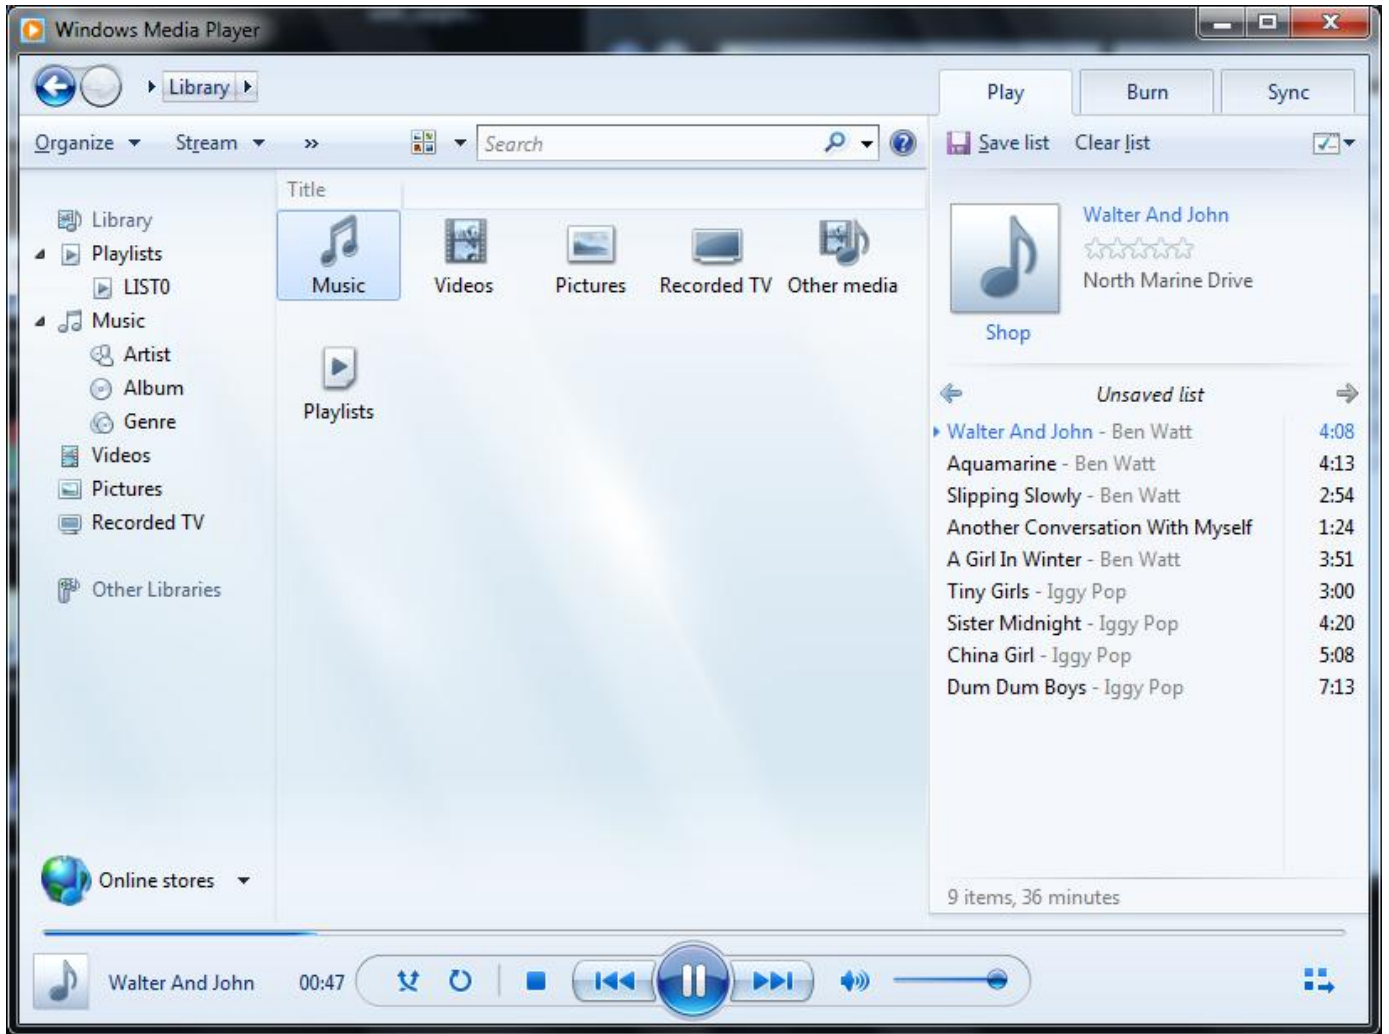 Windows Media Player
Library
Play Burn Sync
Organize Stream » Search
Save list Clear list
Title
Library
Playlists
LIST0
Music
Artist
Album
Genre
Videos
Pictures
Recorded TV
Other Libraries
Online stores
Music Videos Pictures Recorded TV Other media
Playlists
Walter And John
North Marine Drive
Shop
Unsaved list
Walter And John - Ben Watt 4:08
Aquamarine - Ben Watt 4:13
Slipping Slowly - Ben Watt 2:54
Another Conversation With Myself 1:24
A Girl In Winter - Ben Watt 3:51
Tiny Girls - Iggy Pop 3:00
Sister Midnight - Iggy Pop 4:20
China Girl - Iggy Pop 5:08
Dum Dum Boys - Iggy Pop 7:13
9 items, 36 minutes
Walter And John 00:47